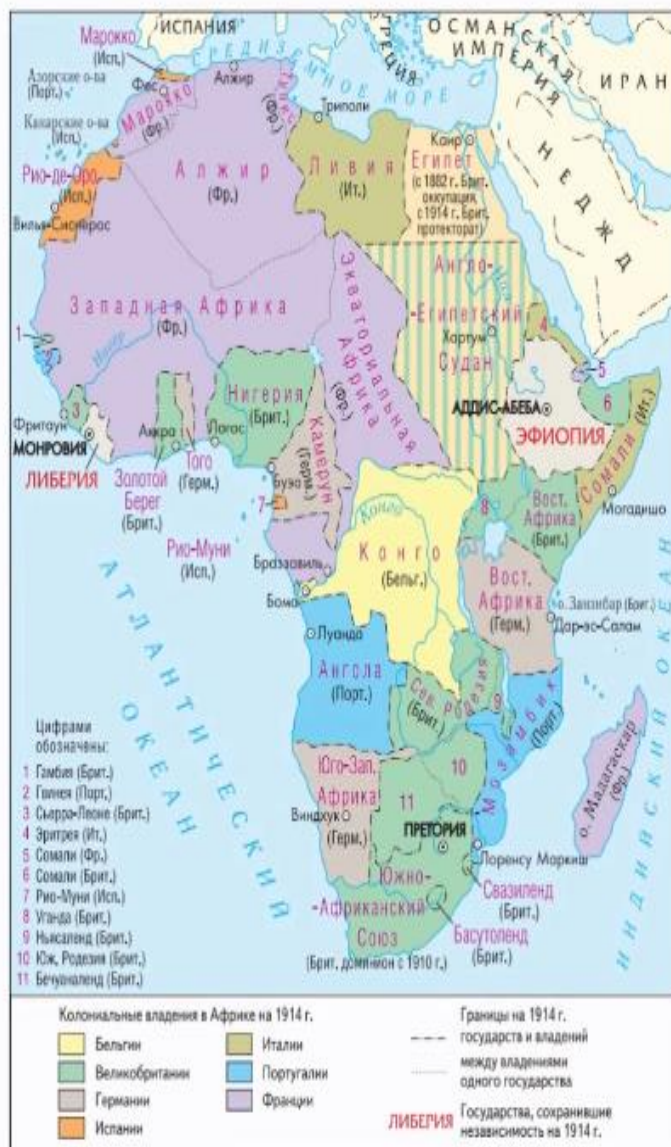 ИСПАНИЯ
Марокко
(Исп.)
СРЕДИЗЕМНОЕ МОРЕ
ГРЕЦИЯ
ОСМАНСКАЯ
ИМПЕРИЯ
ИРАН
Азорские о-ва
(Порт.)
Фес
Марокко
(Фр.)
Алжир
Тунис
(Фр.)
Триполи
Канарские о-ва
(Исп.)
Алжир
(Фр.)
Ливия
(Ит.)
Каир
Египет
(с 1882 г. Брит.
оккупация,
с 1914 г. Брит.
протекторат)
НЕДЖД
Рио-де-Оро
(Исп.)
Вилья-Сиснерос
Западная Африка
(Фр.)
Нигер
Экваториальная
Африка
(Фр.)
Англо-
-Египетский
Судан
Нил
Хартум
1
2
3
4
5
6
Фритаун
МОНРОВИЯ
ЛИБЕРИЯ
Аккра
Золотой
Берег
(Брит.)
Того
(Герм.)
Лагос
Нигерия
(Брит.)
Камерун
(Герм.)
Буэа
7
Рио-Муни
(Исп.)
АДДИС-АБЕБА
ЭФИОПИЯ
Сомали
(Ит.)
Могадишо
8
Вост.
Африка
(Брит.)
Конго
Конго
(Бельг.)
Браззавиль
Бома
Вост.
Африка
(Герм.)
о. Занзибар (Брит.)
Дар-эс-Салам
Луанда
Ангола
(Порт.)
Сев. Родезия
(Брит.)
9
Мозамбик
(Порт.)
10
11
о. Мадагаскар
(Фр.)
Юго-Зап.
Африка
(Герм.)
Виндхук
ПРЕТОРИЯ
Лоренсу Маркиш
Свазиленд
(Брит.)
Южно-
-Африканский
Союз
(Брит. доминион с 1910 г.)
Басутоленд
(Брит.)
АТЛАНТИЧЕСКИЙ
ОКЕАН
ИНДИЙСКИЙ ОКЕАН
Цифрами
обозначены:
1 Гамбия (Брит.)
2 Гвинея (Порт,)
3 Сьерра-Леоне (Брит.)
4 Эритрея (Ит.)
5 Сомали (Фр.)
6 Сомали (Брит.)
7 Рио-Муни (Исп.)
8 Уганда (Брит.)
9 Ньясаленд (Брит.)
10 Юж. Родезия (Брит.)
11 Бечуаналенд (Брит.)
Колониальные владения в Африке на 1914 г.
Бельгии
Великобритании
Германии
Испании
Италии
Португалии
Франции
Границы на 1914 г.
государств и владений
между владениями
одного государства
ЛИБЕРИЯ
Государства, сохранившие
независимость на 1914 г.